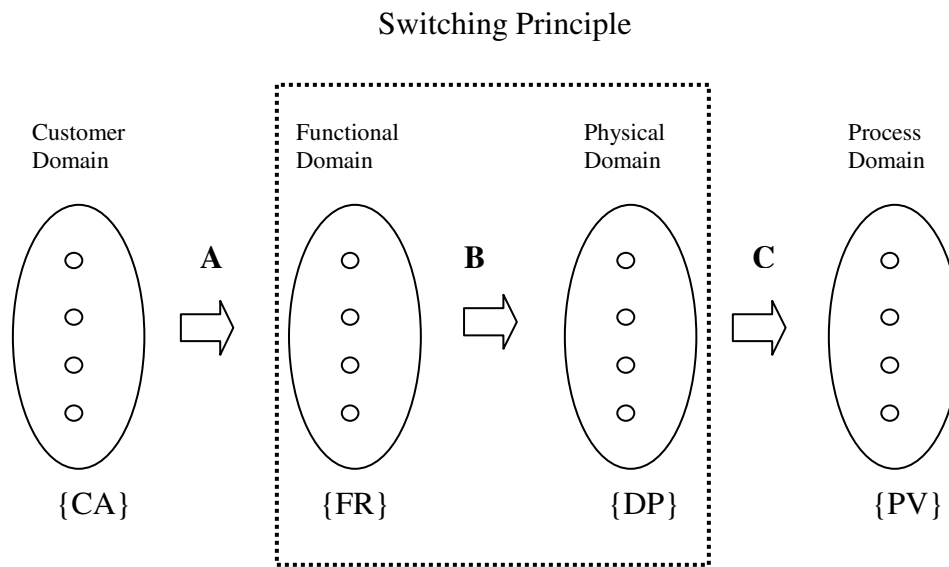 Switching Principle
Customer
Domain
Functional
Domain
Physical
Domain
Process
Domain
A
B
C
{CA}
{FR}
{DP}
{PV}